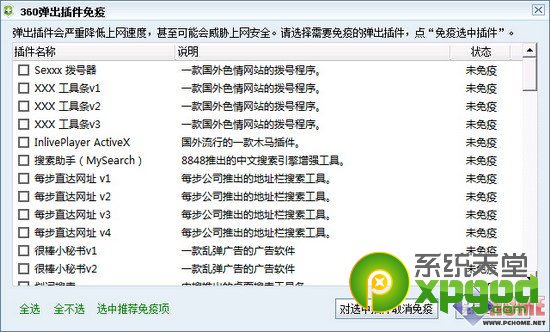 360弹出插件免疫
弹出插件会严重降低上网速度，甚至可能会威胁上网安全。请选择需要免疫的弹出插件，点“免疫选中插件”。
插件名称 说明 状态
Sexxx 拨号器 一款国外色情网站的拨号程序。 未免疫
XXX 工具条v1 一款国外色情网站的拨号程序。 未免疫
XXX 工具条v2 一款国外色情网站的拨号程序。 未免疫
XXX 工具条v3 一款国外色情网站的拨号程序。 未免疫
InlivePlayer ActiveX 国外流行的一款木马插件。 未免疫
搜索助手（MySearch） 8848推出的中文搜索引擎增强工具。 未免疫
每步直达网址 v1 每步公司推出的地址栏搜索工具。 未免疫
每步直达网址 v2 每步公司推出的地址栏搜索工具。 未免疫
每步直达网址 v3 每步公司推出的地址栏搜索工具。 未免疫
每步直达网址 v4 每步公司推出的地址栏搜索工具。 未免疫
很棒小秘书v1 一款乱弹广告的广告软件 未免疫
很棒小秘书v2 一款乱弹广告的广告软件
全选 全不选 选中推荐免疫项 对选中 取消免疫
系统天堂
xpgod
PCHOME
WWW.PCHOME.NET